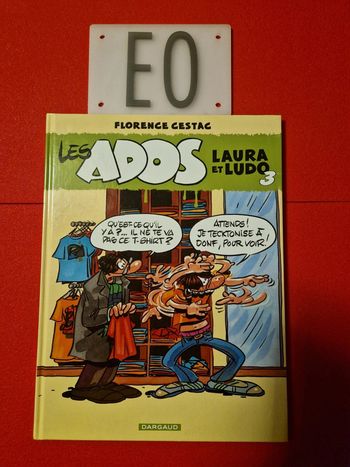 EO
FLORENCE CESTAC
LES ADOS
LAURA
ET LUDO
3
QU'EST-CE QU'IL
Y A?... IL NE TE VA
PAS CE T-SHIRT?
ATTENDS!
JE TECKTONISE À
DONF, POUR VOIR!
DARGAUD